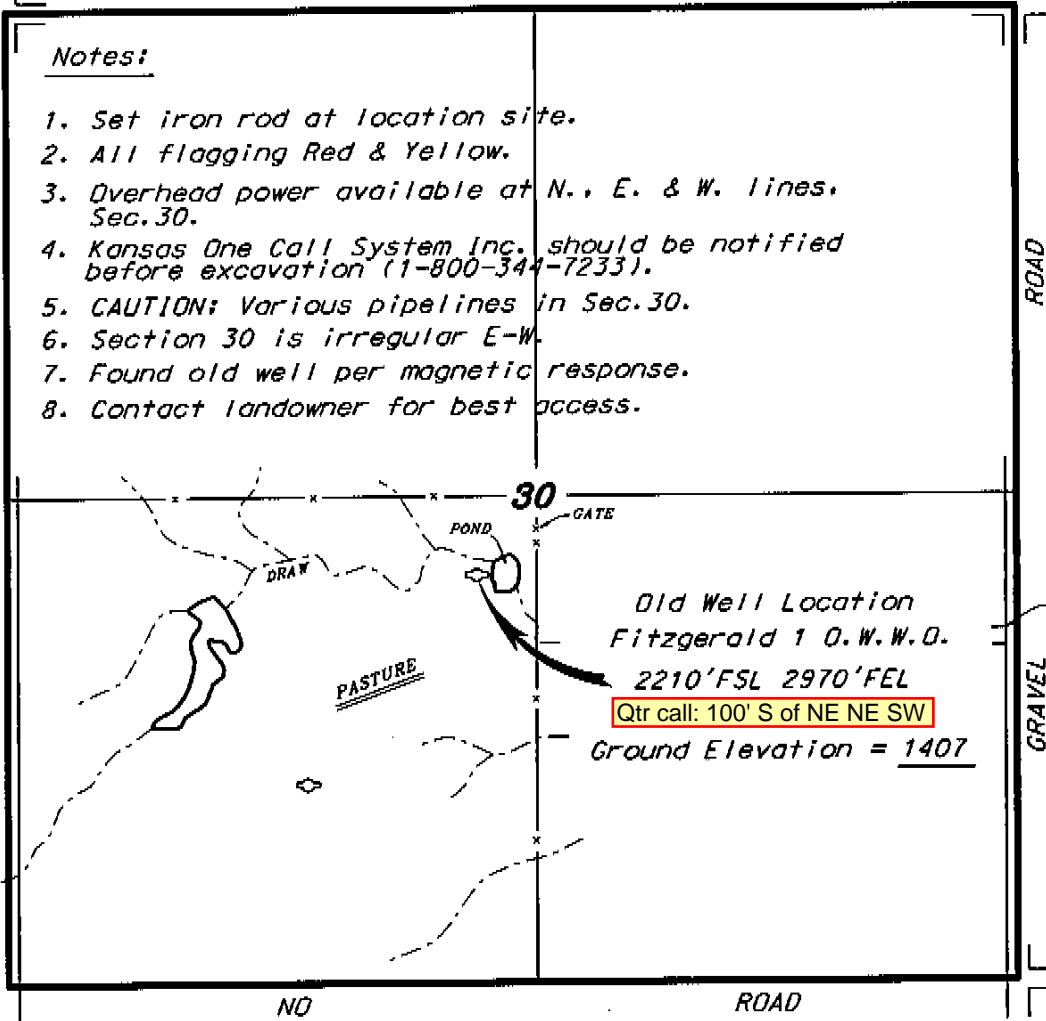 Notes:
1. Set iron rod at location site.
2. All flagging Red & Yellow.
3. Overhead power available at N., E. & W. lines,
Sec.30.
4. Kansas One Call System Inc. should be notified
before excavation (1-800-344-7233).
5. CAUTION: Various pipelines in Sec.30.
6. Section 30 is irregular E-W.
7. Found old well per magnetic response.
8. Contact landowner for best access.
ROAD
30
GATE
POND
DRAW
Old Well Location
Fitzgerald 1 O.W.W.O.
PASTURE
2210'FSL 2970'FEL
Qtr call: 100' S of NE NE SW
Ground Elevation = 1407
GRAVEL
NO
ROAD